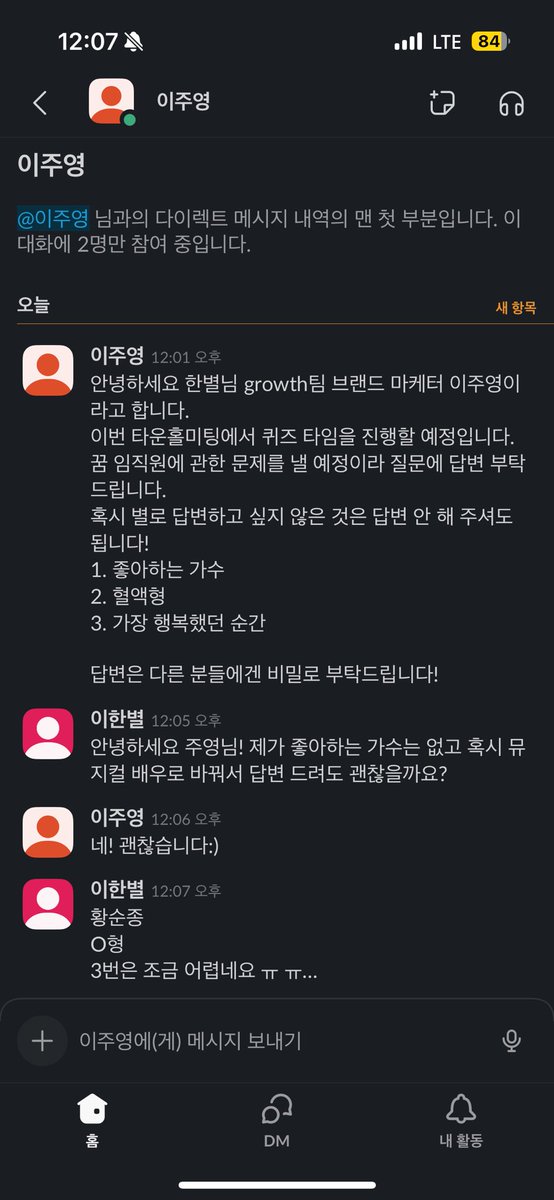 12:07
LTE
84
이주영
이주영
@이주영 님과의 다이렉트 메시지 내역의 맨 첫 부분입니다. 이
대화에 2명만 참여 중입니다.
오늘
새 항목
이주영 12:01 오후
안녕하세요 한별님 growth팀 브랜드 마케터 이주영이
라고 합니다.
이번 타운홀미팅에서 퀴즈 타임을 진행할 예정입니다.
꿈 임직원에 관한 문제를 낼 예정이라 질문에 답변 부탁
드립니다.
혹시 별로 답변하고 싶지 않은 것은 답변 안 해 주셔도
됩니다!
1. 좋아하는 가수
2. 혈액형
3. 가장 행복했던 순간
답변은 다른 분들에겐 비밀로 부탁드립니다!
이한별 12:05 오후
안녕하세요 주영님! 제가 좋아하는 가수는 없고 혹시 뮤
지컬 배우로 바꿔서 답변 드려도 괜찮을까요?
이주영 12:06 오후
네! 괜찮습니다:)
이한별 12:07 오후
황순종
O형
3번은 조금 어렵네요 ㅠ ㅠ...
이주영에(게) 메시지 보내기
홈
DM
내 활동